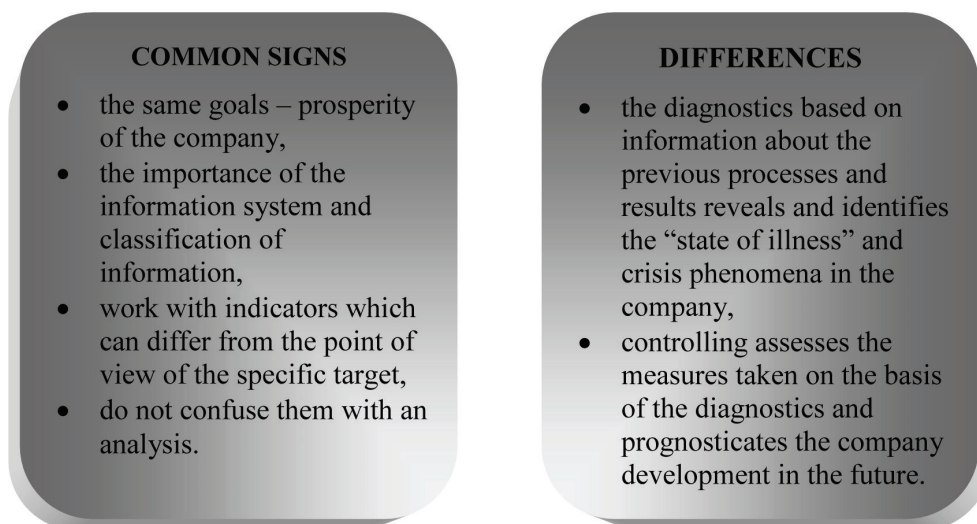 COMMON SIGNS
• the same goals – prosperity
of the company,
• the importance of the
information system and
classification of
information,
• work with indicators which
can differ from the point of
view of the specific target,
• do not confuse them with an
analysis.
DIFFERENCES
• the diagnostics based on
information about the
previous processes and
results reveals and identifies
the “state of illness” and
crisis phenomena in the
company,
• controlling assesses the
measures taken on the basis
of the diagnostics and
prognosticates the company
development in the future.